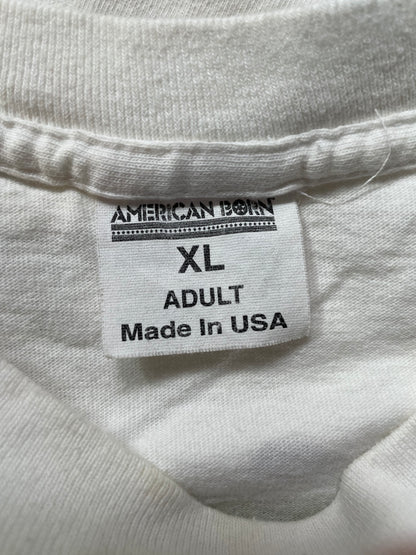 AMERICAN BORN
XL
ADULT
Made In USA